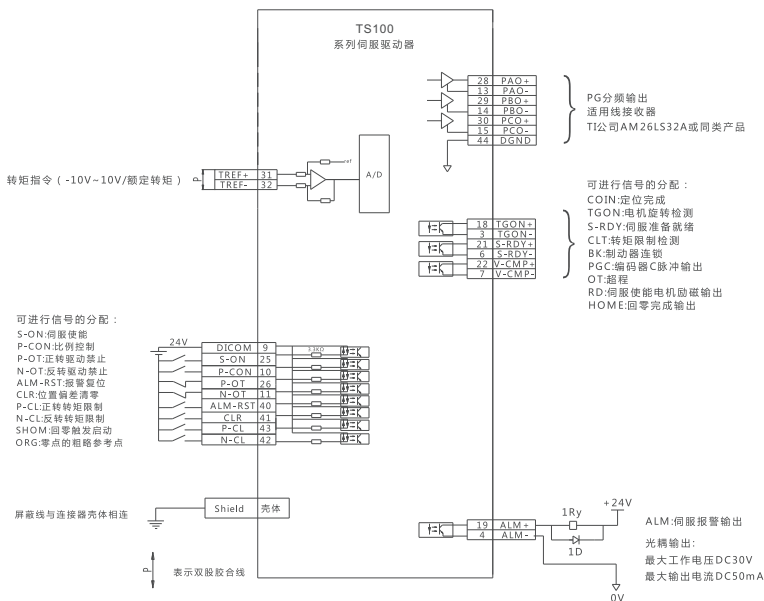 TS100
系列伺服驱动器
28 PAO+
13 PAO-
29 PBO+
14 PBO-
30 PCO+
15 PCO-
44 DGND
PG分频输出
适用线接收器
TI公司AM26LS32A或同类产品
转矩指令（-10V~10V/额定转矩）
P
TREF+ 31
TREF- 32
ref
A/D
可进行信号的分配：
COIN:定位完成
TGON:电机旋转检测
S-RDY:伺服准备就绪
CLT:转矩限制检测
BK:制动器连锁
PGC:编码器C脉冲输出
OT:超程
RD:伺服使能电机励磁输出
HOME:回零完成输出
18 TGON+
3 TGON-
21 S-RDY+
6 S-RDY-
22 V-CMP+
7 V-CMP-
可进行信号的分配：
S-ON:伺服使能
P-CON:比例控制
P-OT:正转驱动禁止
N-OT:反转驱动禁止
ALM-RST:报警复位
CLR:位置偏差清零
P-CL:正转转矩限制
N-CL:反转转矩限制
SHOM:回零触发启动
ORG:零点的粗略参考点
24V
DICOM 9
S-ON 25
P-CON 10
P-OT 26
N-OT 11
ALM-RST 40
CLR 41
P-CL 43
N-CL 42
3.3KΩ
屏蔽线与连接器壳体相连
Shield 壳体
P
表示双股胶合线
19 ALM+
4 ALM-
1Ry
1D
+24V
0V
ALM:伺服报警输出
光耦输出:
最大工作电压DC30V
最大输出电流DC50mA